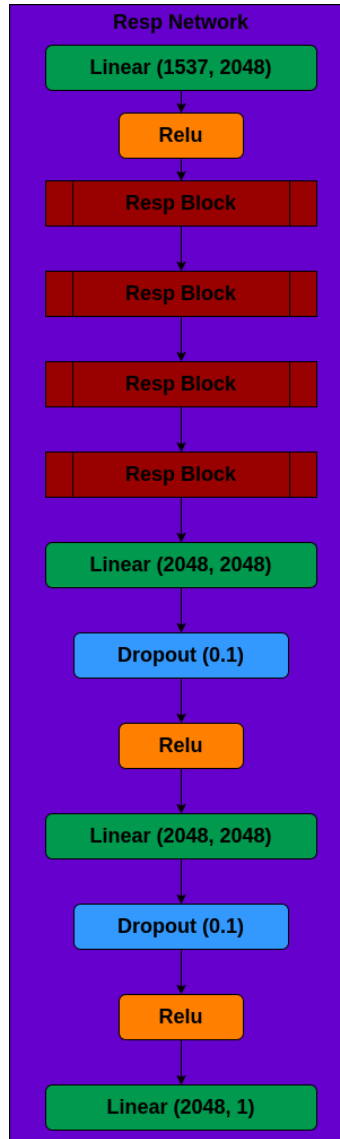 Resp Network
Linear (1537, 2048)
Relu
Resp Block
Resp Block
Resp Block
Resp Block
Linear (2048, 2048)
Dropout (0.1)
Relu
Linear (2048, 2048)
Dropout (0.1)
Relu
Linear (2048, 1)